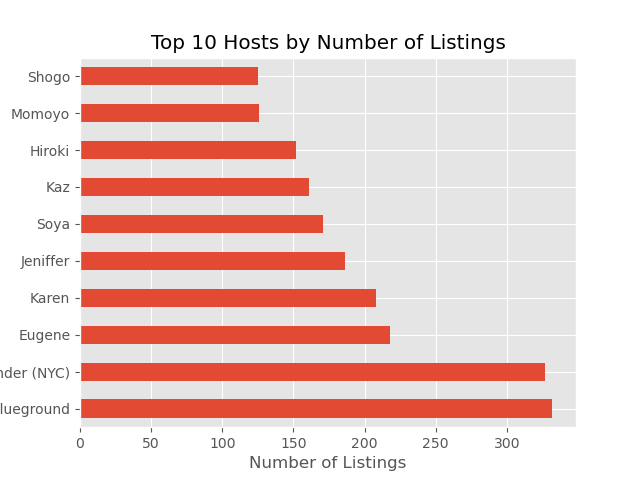 Top 10 Hosts by Number of Listings
Shogo
Momoyo
Hiroki
Kaz
Soya
Jeniffer
Karen
Eugene
nder (NYC)
lueground
0 50 100 150 200 250 300
Number of Listings